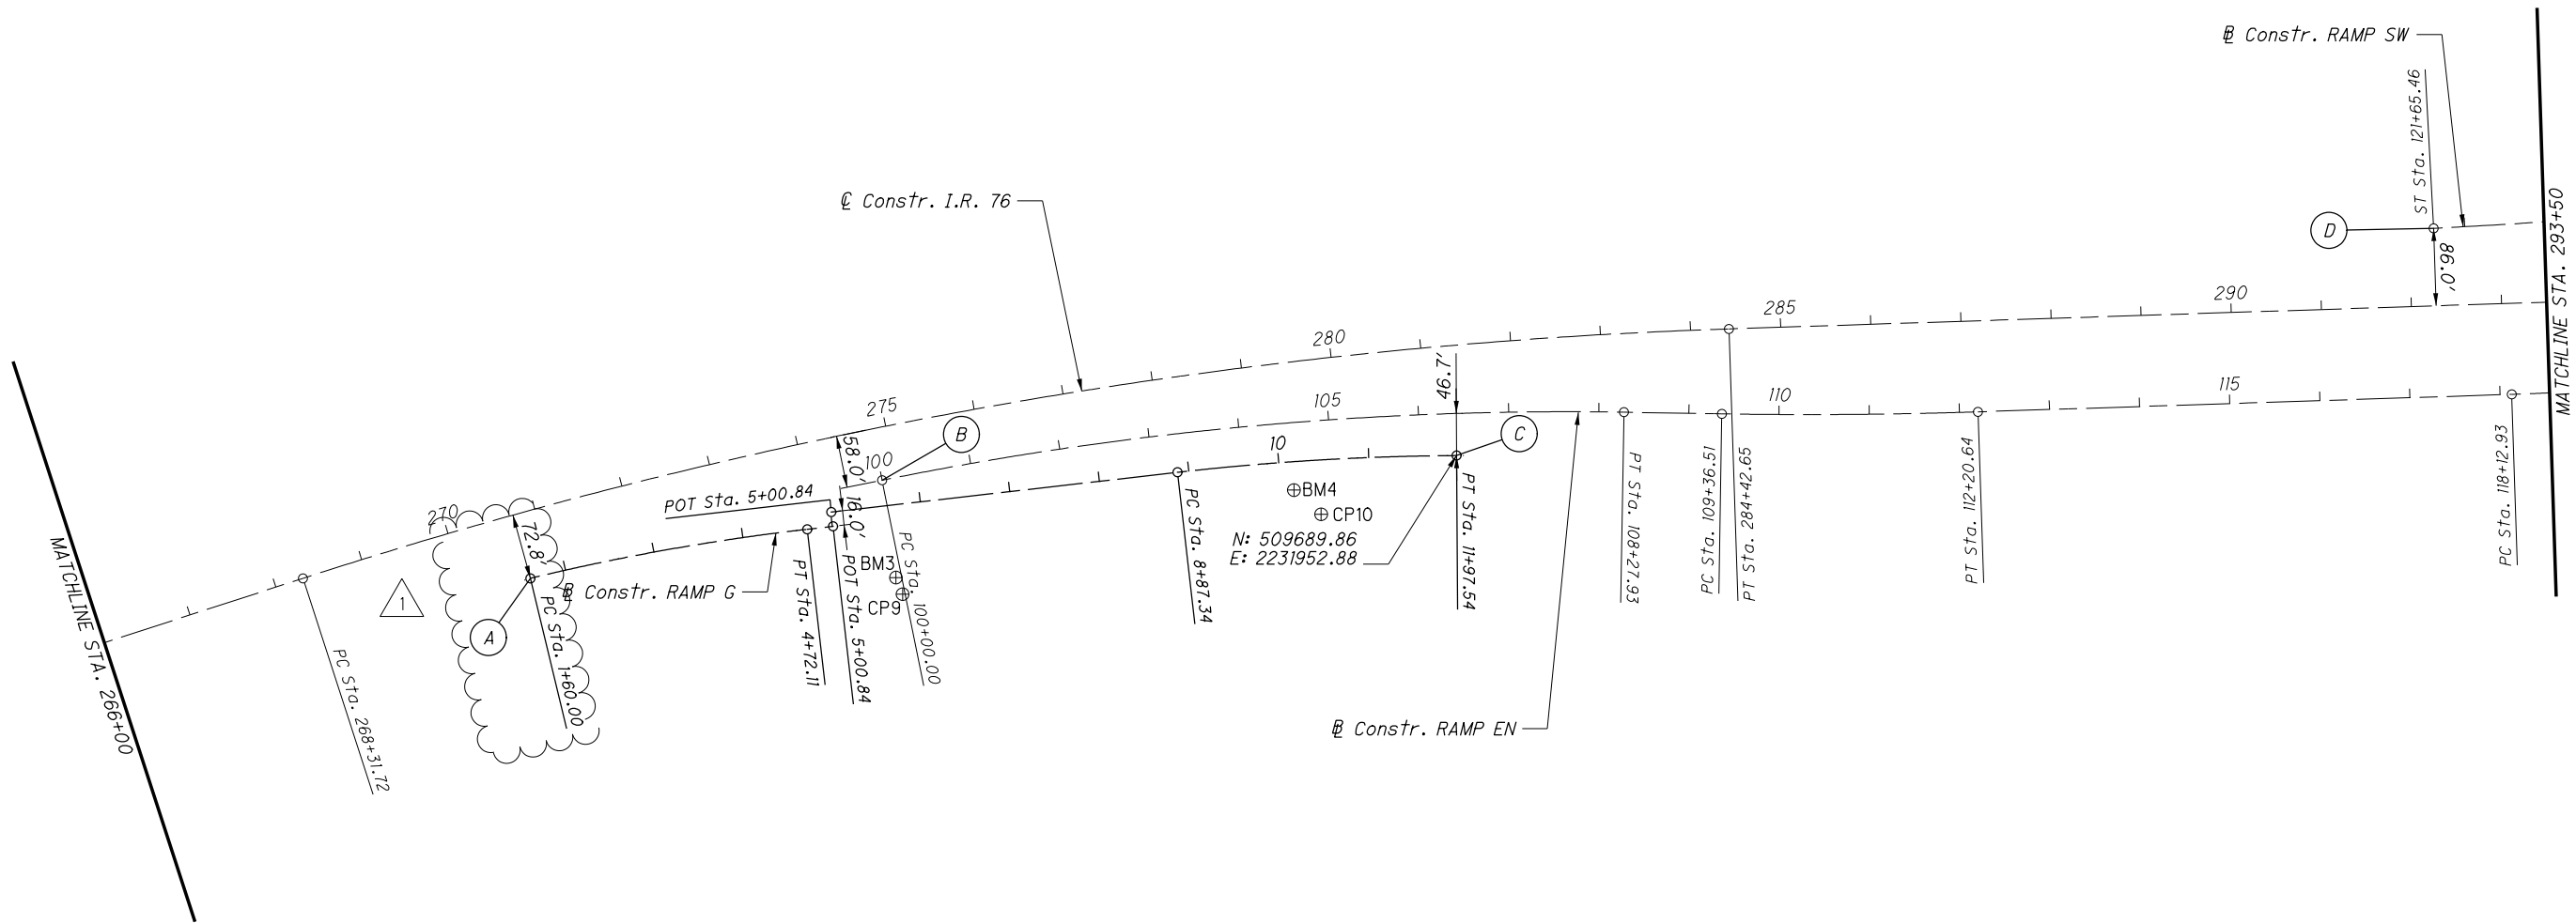 ℄ Constr. I.R. 76
Constr. RAMP SW
ST Sta. 121+65.46
D
86.0'
MATCHLINE STA. 293+50
MATCHLINE STA. 266+00
PC Sta. 268+31.72
1
270
72.8'
A
PC Sta. 1+60.00
Constr. RAMP G
POT Sta. 5+00.84
PT Sta. 4+72.11
POT Sta. 5+00.84
58.0'
16.0'
275
100
B
PC Sta. 100+00.00
BM3
CP9
PC Sta. 8+87.34
280
105
10
46.7'
C
BM4
CP10
N: 509689.86
E: 2231952.88
PT Sta. 11+97.54
Constr. RAMP EN
PT Sta. 108+27.93
PC Sta. 109+36.51
PT Sta. 284+42.65
285
110
PT Sta. 112+20.64
290
115
PC Sta. 118+12.93